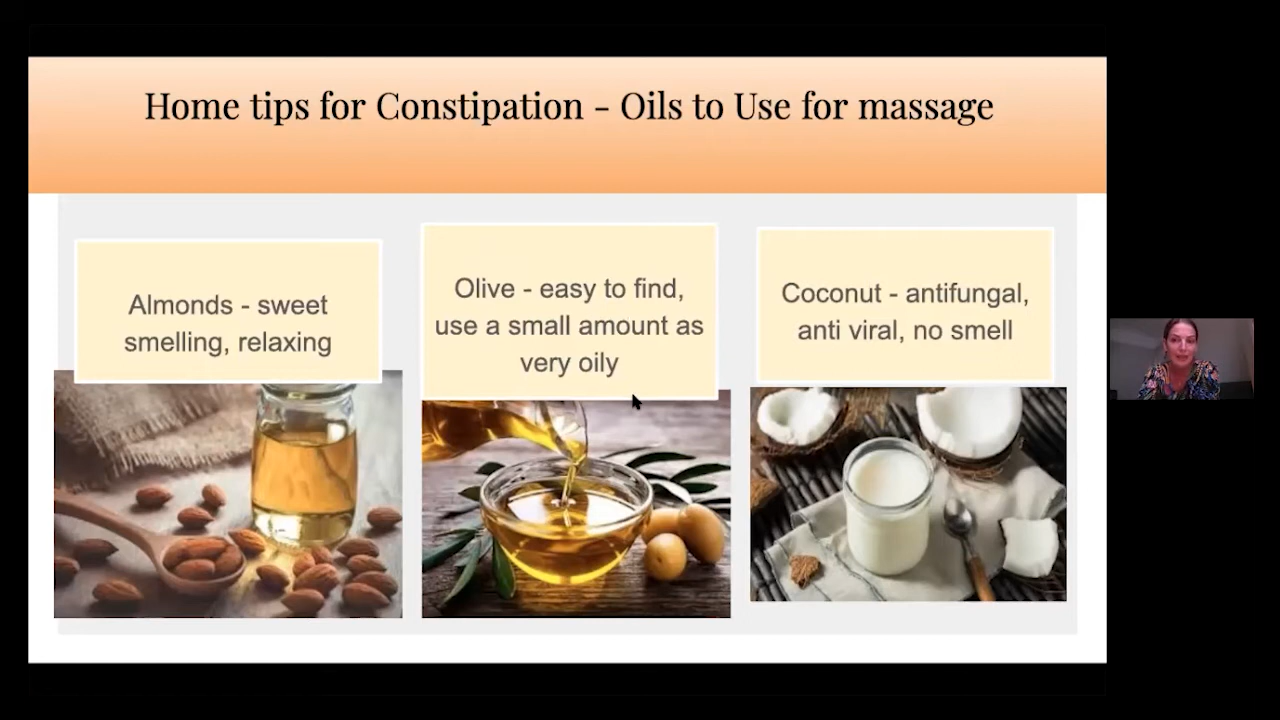 Home tips for Constipation - Oils to Use for massage
Almonds - sweet
smelling, relaxing
Olive - easy to find,
use a small amount as
very oily
Coconut - antifungal,
anti viral, no smell